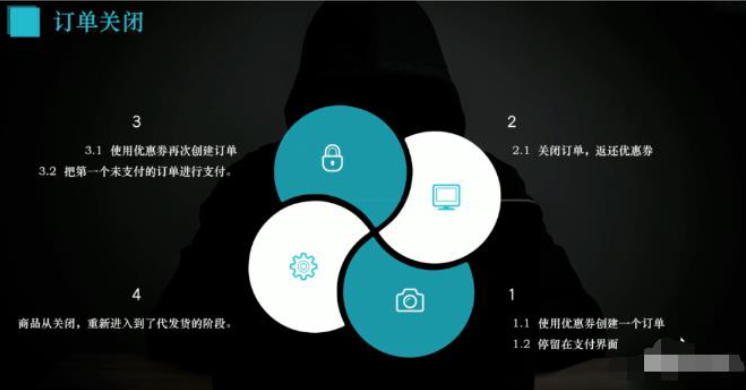 订单关闭
3
3.1 使用优惠券再次创建订单
3.2 把第一个未支付的订单进行支付。
2
2.1 关闭订单，返还优惠券
4
商品从关闭，重新进入到了代发货的阶段。
1
1.1 使用优惠券创建一个订单
1.2 停留在支付界面